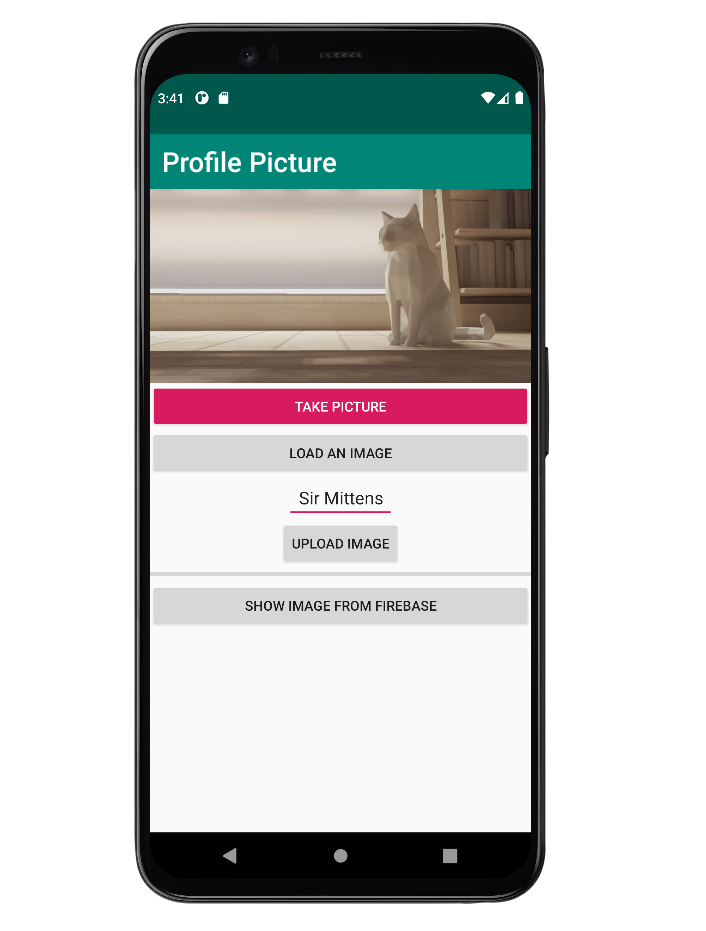 3:41
Profile Picture
TAKE PICTURE
LOAD AN IMAGE
Sir Mittens
UPLOAD IMAGE
SHOW IMAGE FROM FIREBASE